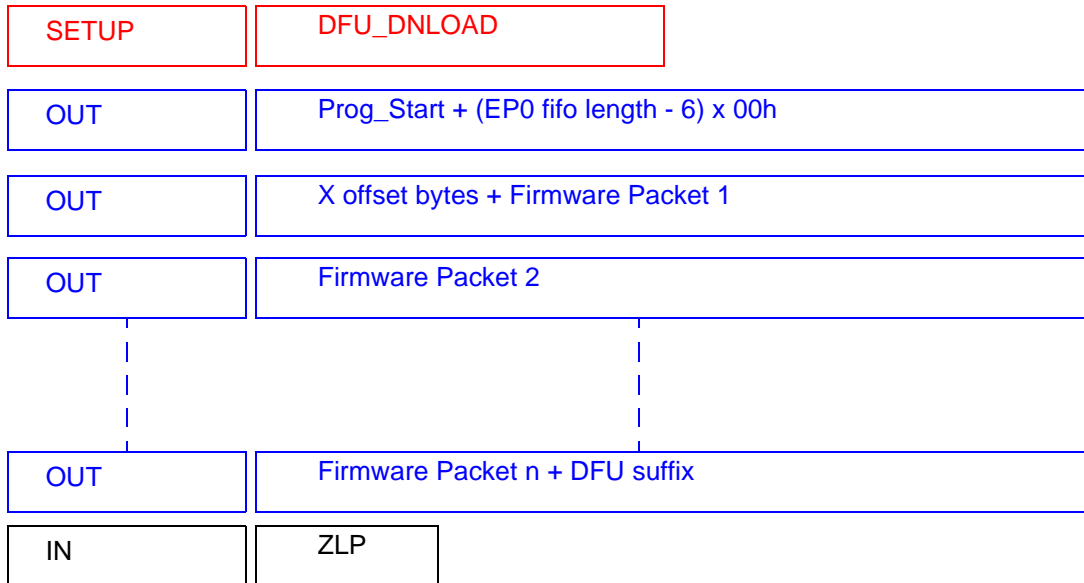 SETUP DFU_DNLOAD
OUT Prog_Start + (EP0 fifo length - 6) x 00h
OUT X offset bytes + Firmware Packet 1
OUT Firmware Packet 2
OUT Firmware Packet n + DFU suffix
IN ZLP